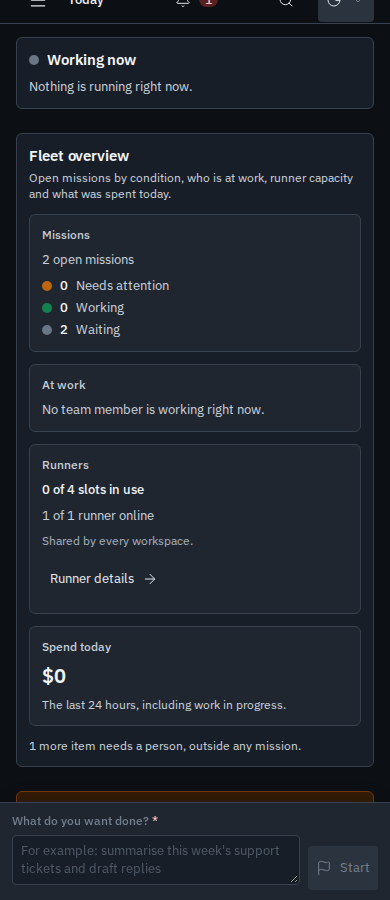 Today
1
Working now
Nothing is running right now.
Fleet overview
Open missions by condition, who is at work, runner capacity
and what was spent today.
Missions
2 open missions
0 Needs attention
0 Working
2 Waiting
At work
No team member is working right now.
Runners
0 of 4 slots in use
1 of 1 runner online
Shared by every workspace.
Runner details →
Spend today
$0
The last 24 hours, including work in progress.
1 more item needs a person, outside any mission.
What do you want done? *
For example: summarise this week's support
tickets and draft replies
Start